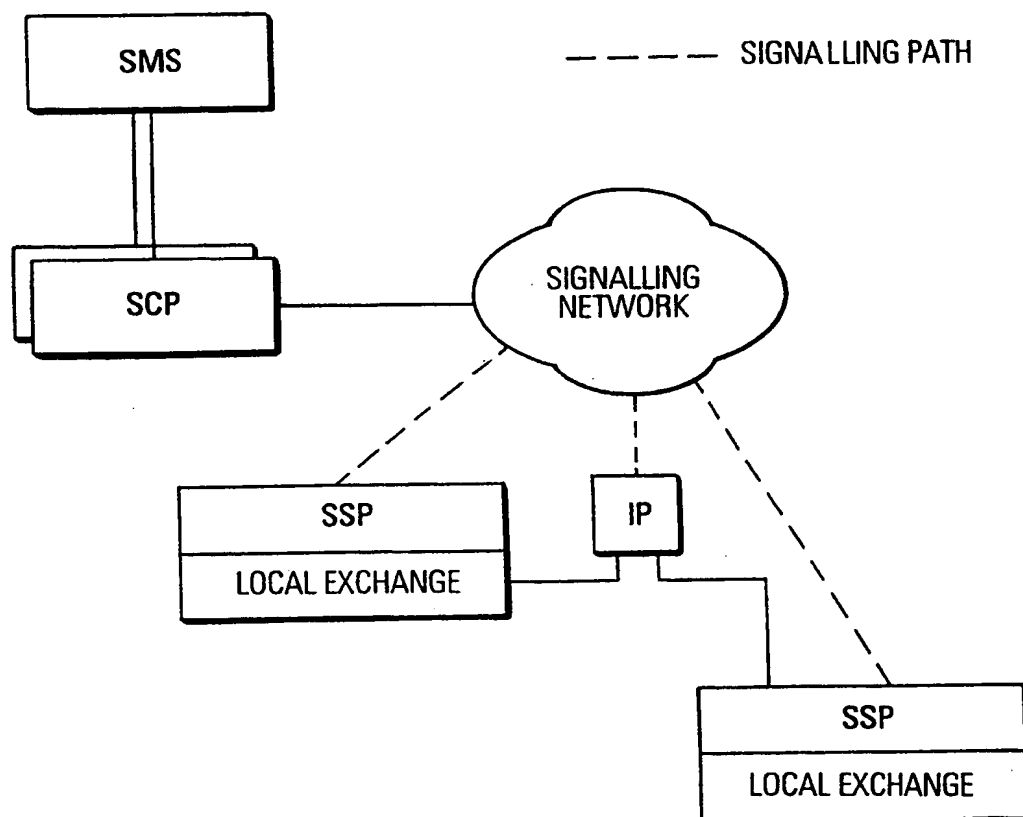 SMS
SIGNALLING PATH
SIGNALLING
NETWORK
SCP
SSP
IP
LOCAL EXCHANGE
SSP
LOCAL EXCHANGE